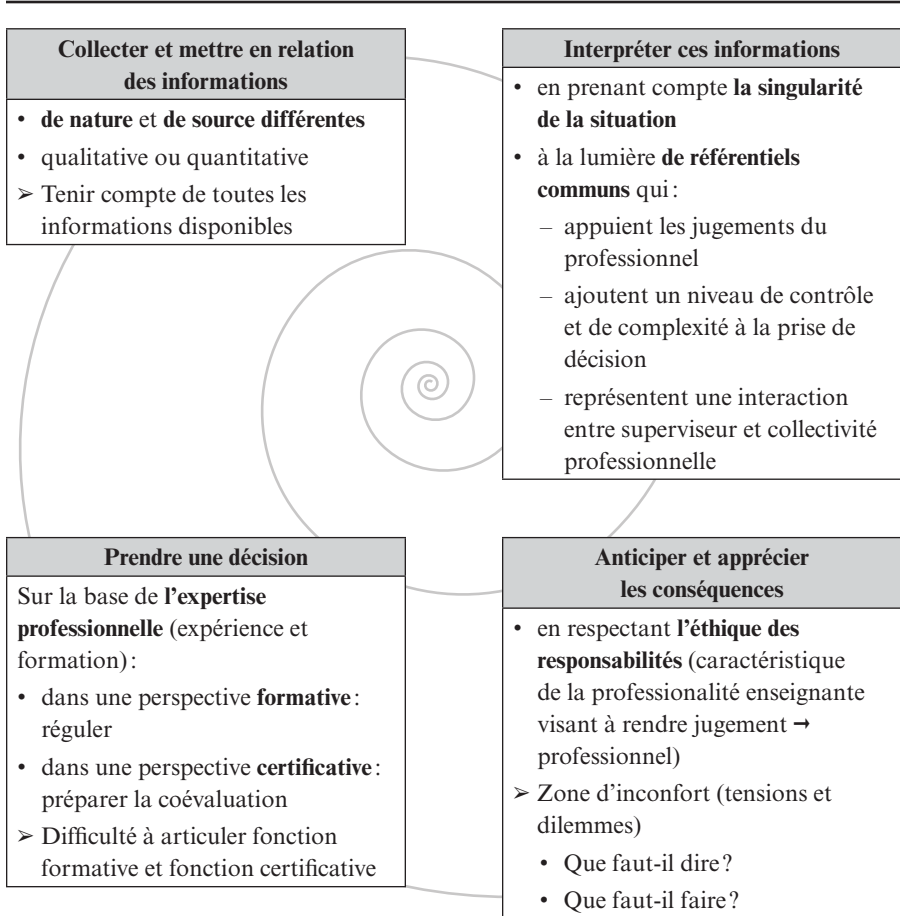 Collecter et mettre en relation
des informations
• de nature et de source différentes
• qualitative ou quantitative
➢ Tenir compte de toutes les
informations disponibles
Interpréter ces informations
• en prenant compte la singularité
de la situation
• à la lumière de référentiels
communs qui :
– appuient les jugements du
professionnel
– ajoutent un niveau de contrôle
et de complexité à la prise de
décision
– représentent une interaction
entre superviseur et collectivité
professionnelle
Prendre une décision
Sur la base de l'expertise
professionnelle (expérience et
formation) :
• dans une perspective formative :
réguler
• dans une perspective certificative :
préparer la coévaluation
➢ Difficulté à articuler fonction
formative et fonction certificative
Anticiper et apprécier
les conséquences
• en respectant l'éthique des
responsabilités (caractéristique
de la professionalité enseignante
visant à rendre jugement ➞
professionnel)
➢ Zone d'inconfort (tensions et
dilemmes)
• Que faut-il dire ?
• Que faut-il faire ?